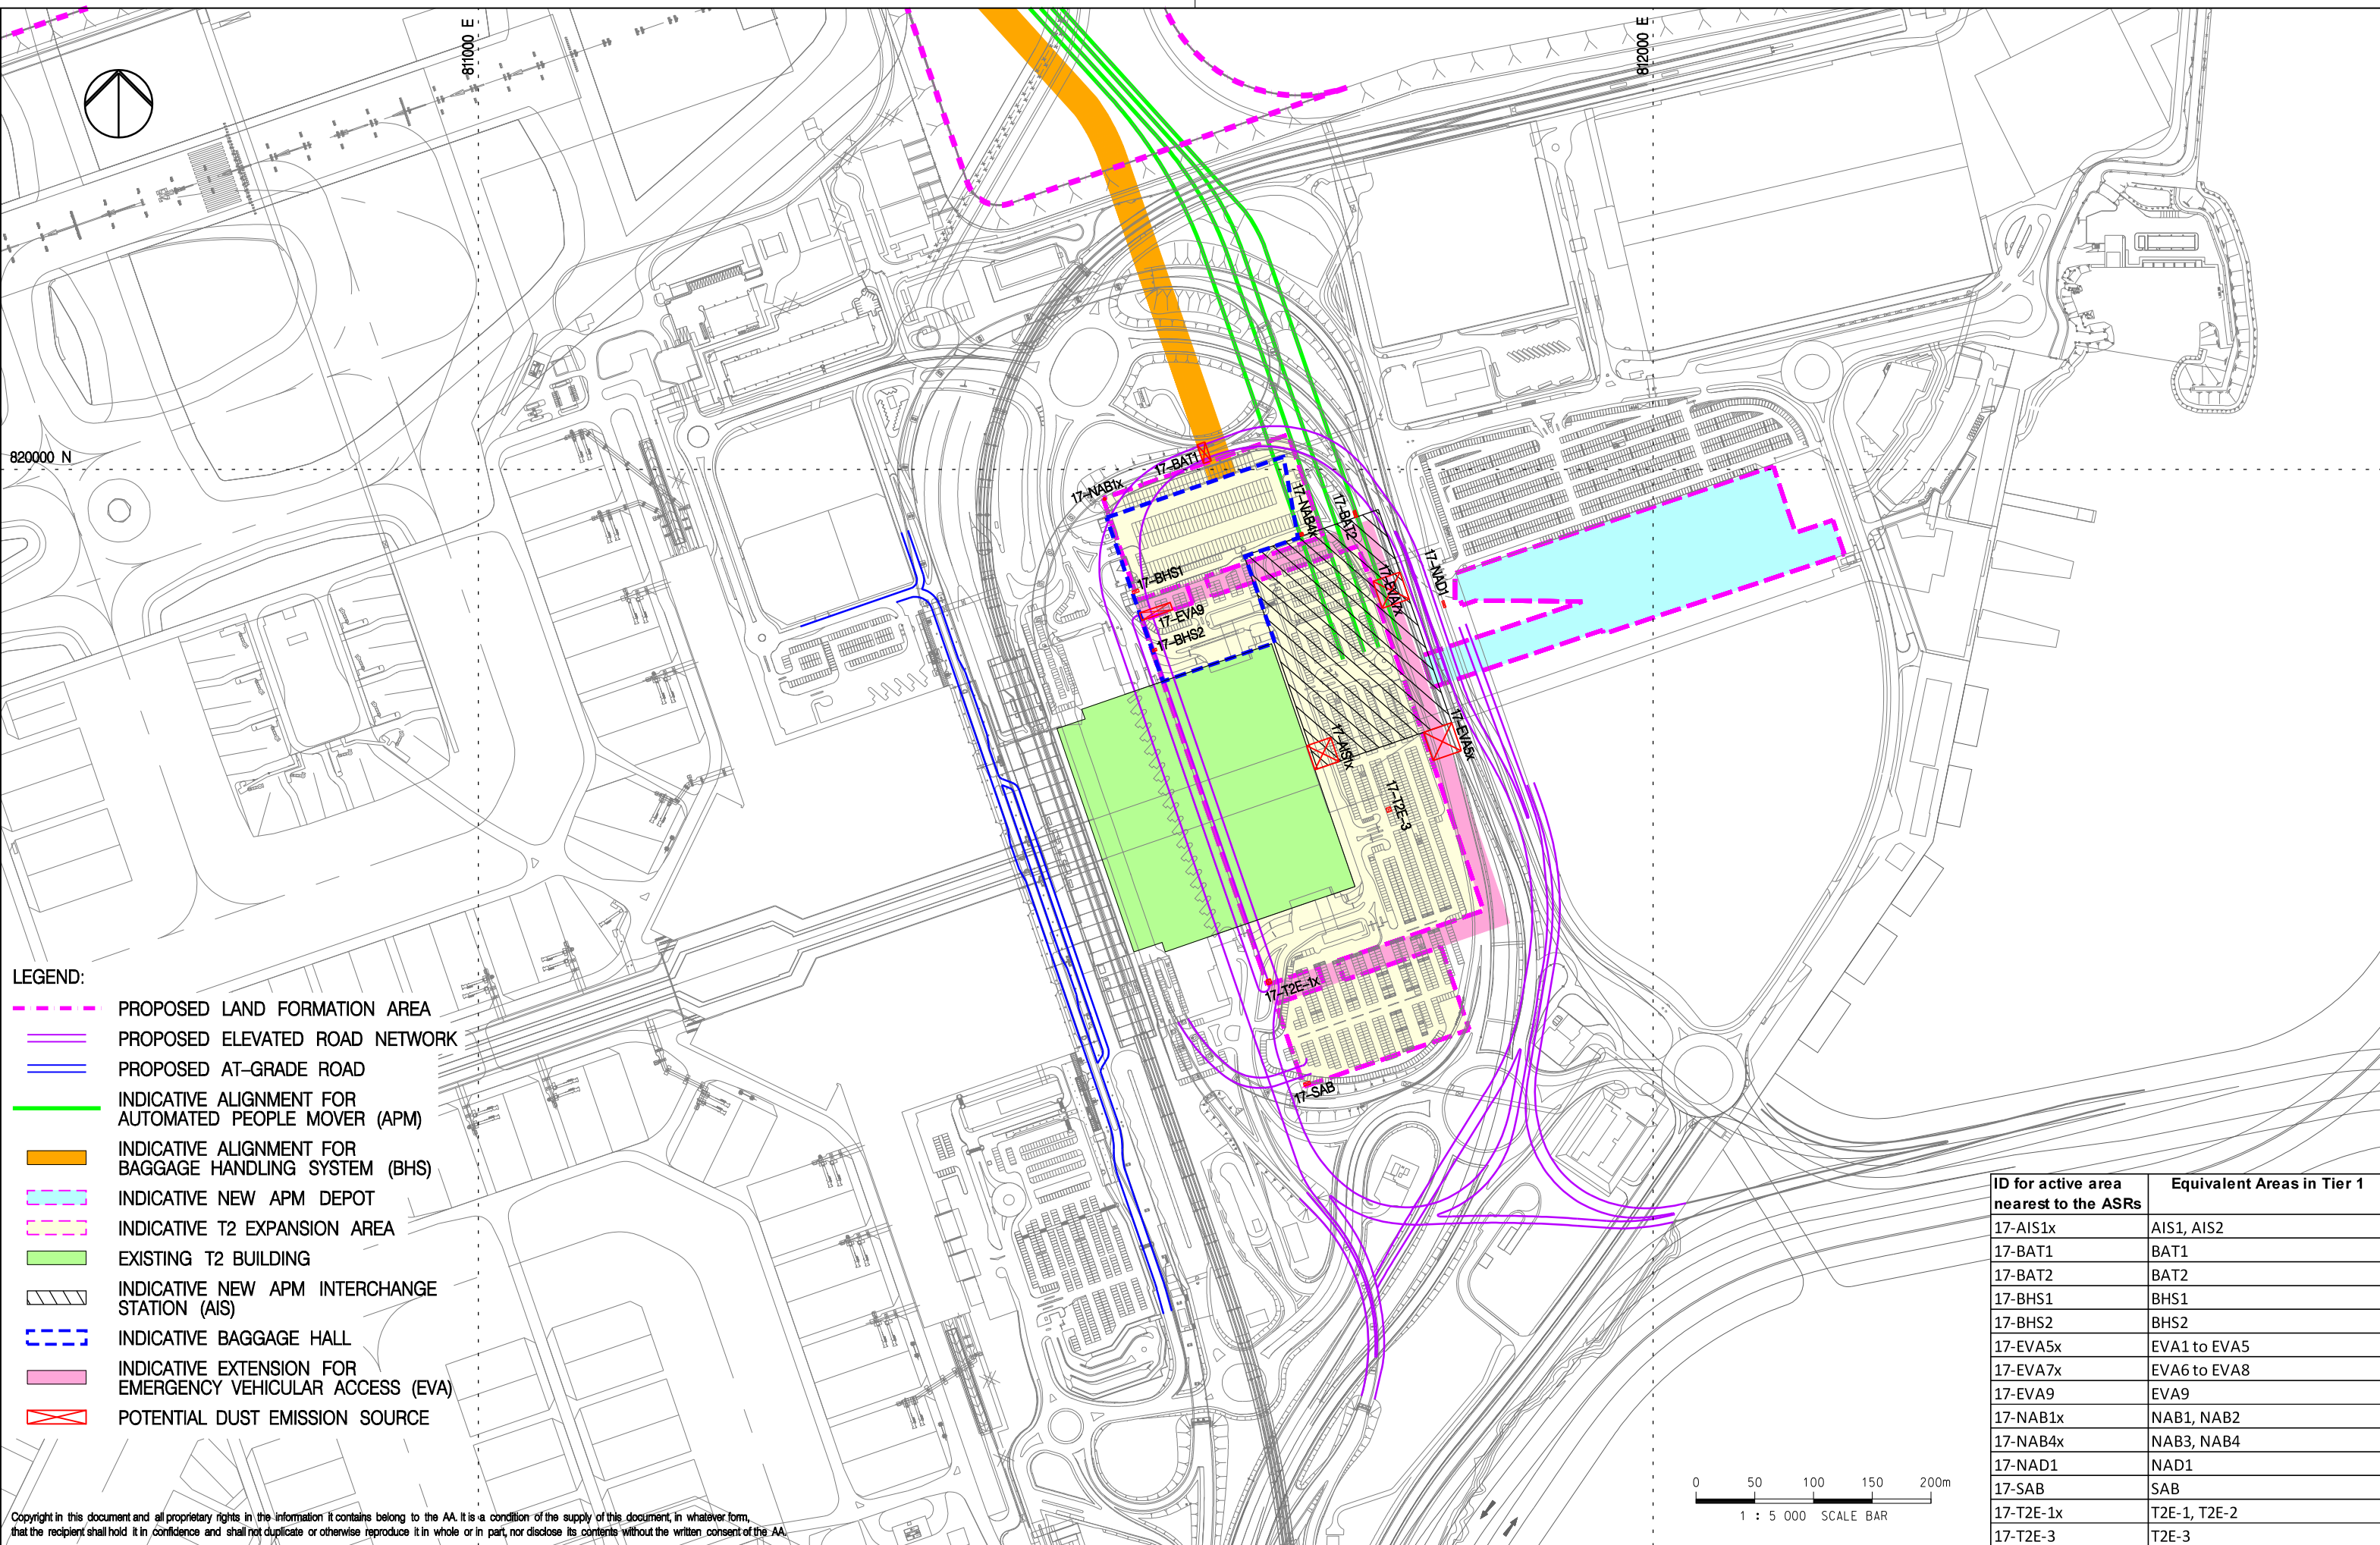 811000 E
812000 E
820000 N
17-BAT1
17-NAB1x
17-NAB4x
17-BAT2
17-NAD1
17-BHS1
17-EVA7x
17-EVA9
17-BHS2
17-EVA5x
17-AIS1x
17-T2E-3
17-T2E-1x
17-SAB
LEGEND:
PROPOSED LAND FORMATION AREA
PROPOSED ELEVATED ROAD NETWORK
PROPOSED AT-GRADE ROAD
INDICATIVE ALIGNMENT FOR
AUTOMATED PEOPLE MOVER (APM)
INDICATIVE ALIGNMENT FOR
BAGGAGE HANDLING SYSTEM (BHS)
INDICATIVE NEW APM DEPOT
INDICATIVE T2 EXPANSION AREA
EXISTING T2 BUILDING
INDICATIVE NEW APM INTERCHANGE
STATION (AIS)
INDICATIVE BAGGAGE HALL
INDICATIVE EXTENSION FOR
EMERGENCY VEHICULAR ACCESS (EVA)
POTENTIAL DUST EMISSION SOURCE
Copyright in this document and all proprietary rights in the information it contains belong to the AA. It is a condition of the supply of this document, in whatever form,
that the recipient shall hold it in confidence and shall not duplicate or otherwise reproduce it in whole or in part, nor disclose its contents without the written consent of the AA.
0 50 100 150 200m
1 : 5 000 SCALE BAR
ID for active area
nearest to the ASRs
Equivalent Areas in Tier 1
17-AIS1x AIS1, AIS2
17-BAT1 BAT1
17-BAT2 BAT2
17-BHS1 BHS1
17-BHS2 BHS2
17-EVA5x EVA1 to EVA5
17-EVA7x EVA6 to EVA8
17-EVA9 EVA9
17-NAB1x NAB1, NAB2
17-NAB4x NAB3, NAB4
17-NAD1 NAD1
17-SAB SAB
17-T2E-1x T2E-1, T2E-2
17-T2E-3 T2E-3